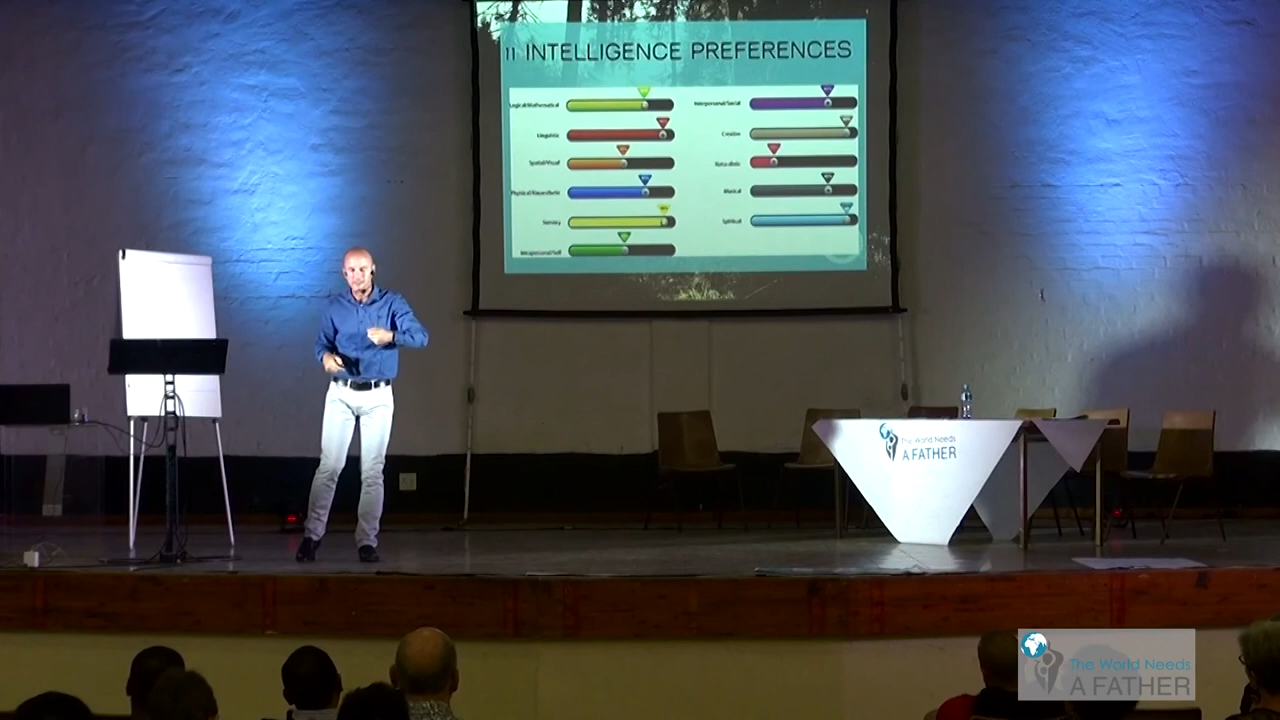 11 INTELLIGENCE PREFERENCES
Logical/Mathematical
Linguistic
Spatial/Visual
Physical/Kinaesthetic
Sensory
Intrapersonal/Self
Interpersonal/Social
Creative
Naturalistic
Musical
Spiritual
The World Needs
A FATHER
The World Needs
A FATHER